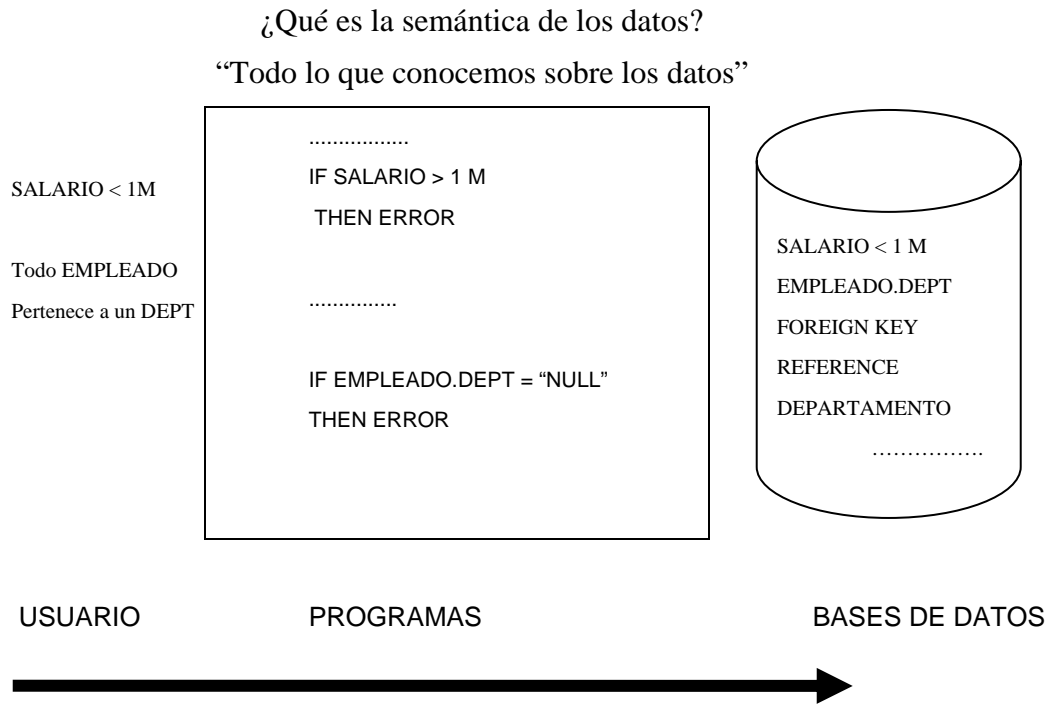 ¿Qué es la semántica de los datos?
“Todo lo que conocemos sobre los datos”
SALARIO < 1M
Todo EMPLEADO
Pertenece a un DEPT
.................
IF SALARIO > 1 M
THEN ERROR
...............
IF EMPLEADO.DEPT = “NULL”
THEN ERROR
SALARIO < 1 M
EMPLEADO.DEPT
FOREIGN KEY
REFERENCE
DEPARTAMENTO
…………….
USUARIO
PROGRAMAS
BASES DE DATOS